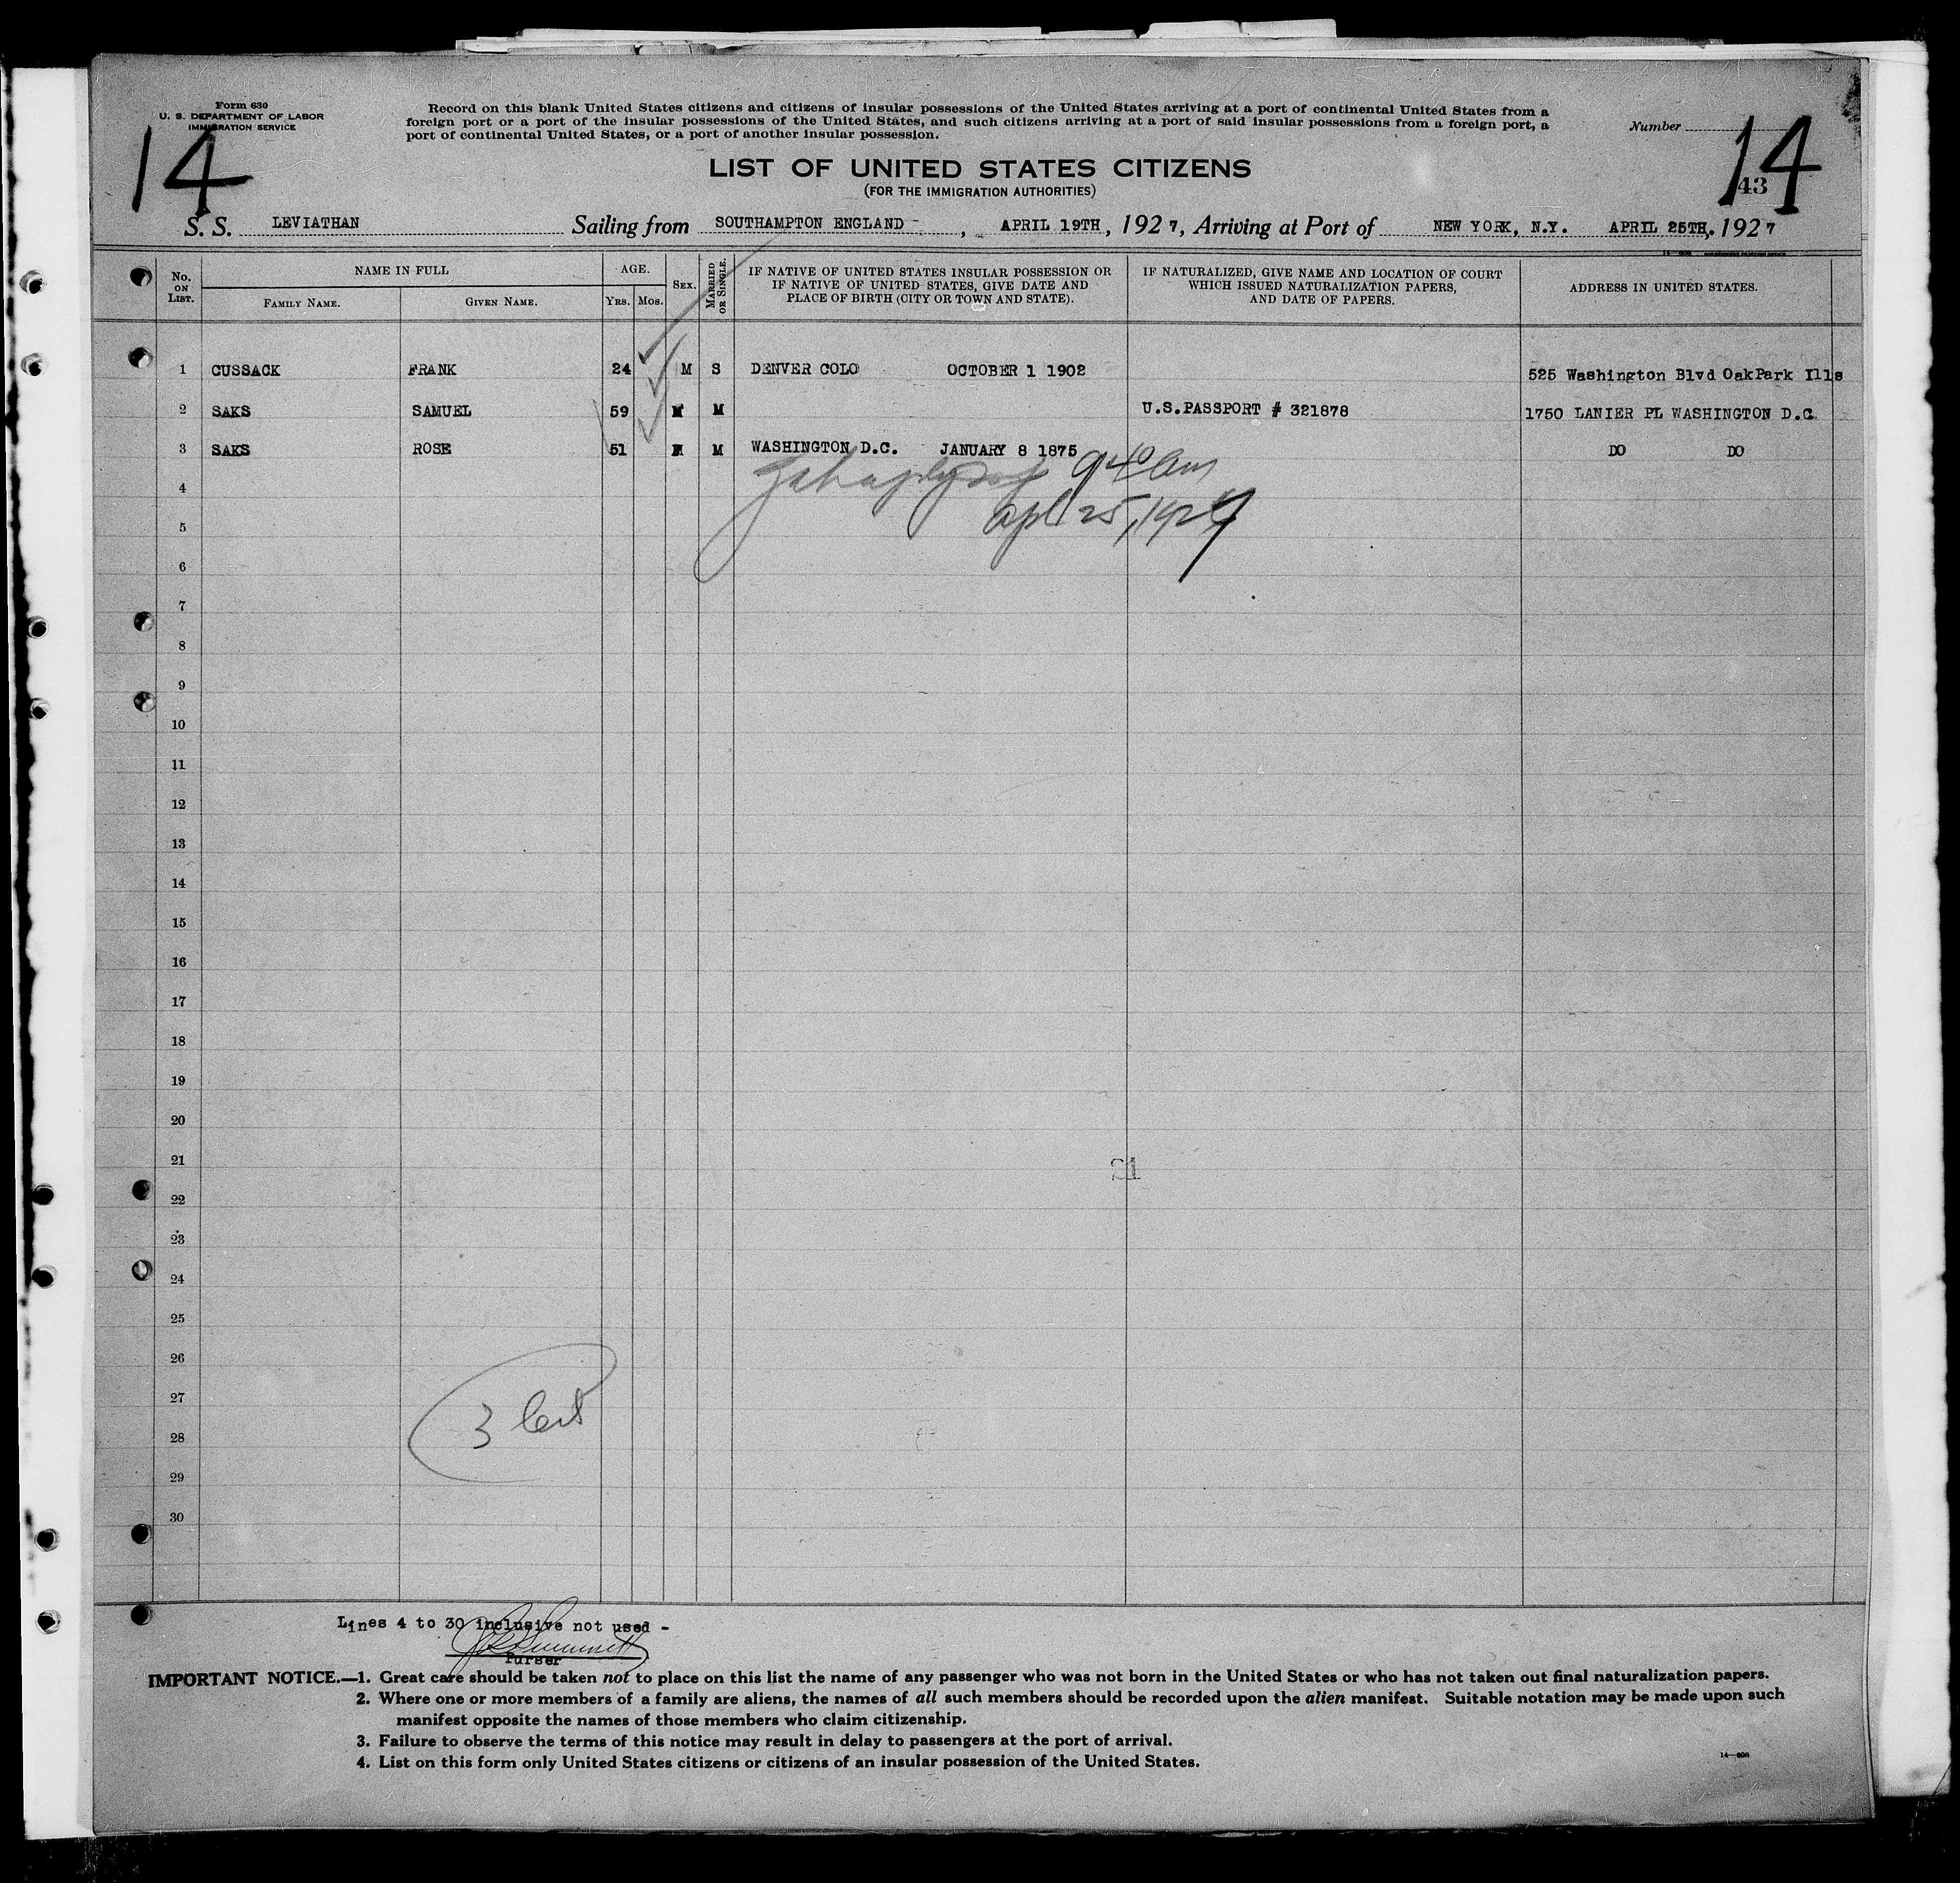 Form 630
U. S. DEPARTMENT OF LABOR
IMMIGRATION SERVICE
Record on this blank United States citizens and citizens of insular possessions of the United States arriving at a port of continental United States from a
foreign port or a port of the insular possessions of the United States, and such citizens arriving at a port of said insular possessions from a foreign port, a
port of continental United States, or a port of another insular possession.
Number
14
14
43
LIST OF UNITED STATES CITIZENS
(FOR THE IMMIGRATION AUTHORITIES)
S. S. LEVIATHAN Sailing from SOUTHAMPTON ENGLAND, APRIL 19TH, 1927, Arriving at Port of NEW YORK, N.Y. APRIL 25TH, 1927
No. ON LIST.
NAME IN FULL
FAMILY NAME. GIVEN NAME.
AGE.
YRS. MOS.
SEX.
MARRIED OR SINGLE.
IF NATIVE OF UNITED STATES INSULAR POSSESSION OR
IF NATIVE OF UNITED STATES, GIVE DATE AND
PLACE OF BIRTH (CITY OR TOWN AND STATE).
IF NATURALIZED, GIVE NAME AND LOCATION OF COURT
WHICH ISSUED NATURALIZATION PAPERS,
AND DATE OF PAPERS.
ADDRESS IN UNITED STATES.
1 CUSSACK FRANK 24 M S DENVER COLO OCTOBER 1 1902 525 Washington Blvd OakPark Ills
2 SAKS SAMUEL 59 M M U.S.PASSPORT # 321878 1750 LANIER PL WASHINGTON D.C.
3 SAKS ROSE 51 M WASHINGTON D.C. JANUARY 8 1875 DO DO
9 40 am
4
Apl 25, 1927
5
6
7
8
9
10
11
12
13
14
15
16
17
18
19
20
21
22
23
24
25
26
27
3
28
29
30
Lines 4 to 30 inclusive not used -
Purser
IMPORTANT NOTICE.—1. Great care should be taken not to place on this list the name of any passenger who was not born in the United States or who has not taken out final naturalization papers.
2. Where one or more members of a family are aliens, the names of all such members should be recorded upon the alien manifest. Suitable notation may be made upon such
manifest opposite the names of those members who claim citizenship.
3. Failure to observe the terms of this notice may result in delay to passengers at the port of arrival.
4. List on this form only United States citizens or citizens of an insular possession of the United States.